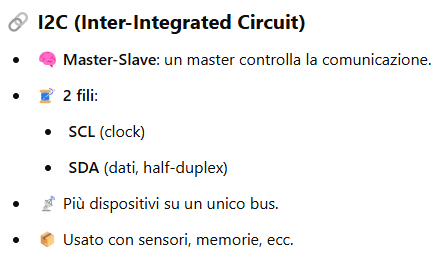 🔗 I2C (Inter-Integrated Circuit)
• 🧠 Master-Slave: un master controlla la comunicazione.
• 🧵 2 fili:
• SCL (clock)
• SDA (dati, half-duplex)
• 📡 Più dispositivi su un unico bus.
• 📦 Usato con sensori, memorie, ecc.